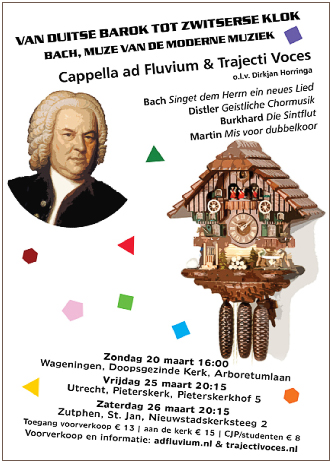 VAN DUITSE BAROK TOT ZWITSERSE KLOK
BACH, MUZE VAN DE MODERNE MUZIEK
Cappella ad Fluvium & Trajecti Voces
o.l.v. Dirkjan Horringa
Bach Singet dem Herrn ein neues Lied
Distler Geistliche Chormusik
Burkhard Die Sintflut
Martin Mis voor dubbelkoor
Zondag 20 maart 16:00
Wageningen, Doopsgezinde Kerk, Arboretumlaan
Vrijdag 25 maart 20:15
Utrecht, Pieterskerk, Pieterskerkhof 5
Zaterdag 26 maart 20:15
Zutphen, St. Jan, Nieuwstadskerksteeg 2
Toegang voorverkoop € 13 | aan de kerk € 15 | CJP/studenten € 8
Voorverkoop en informatie: adfluvium.nl & trajectivoces.nl